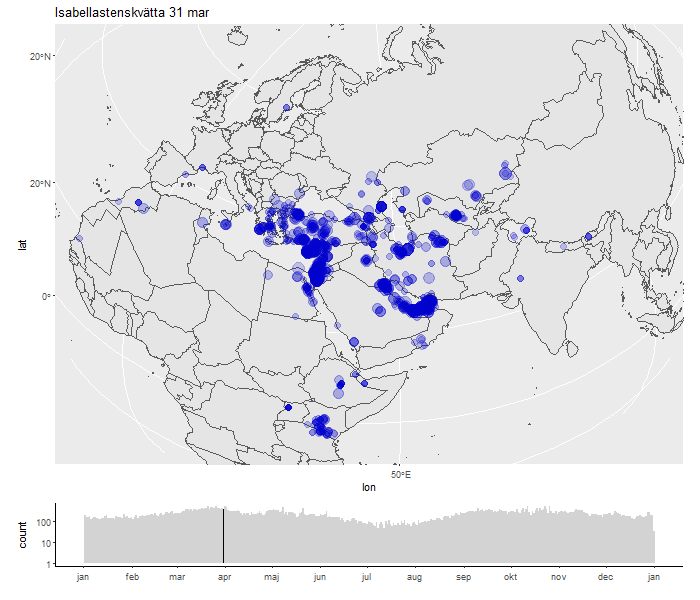 Isabellastenskvätta 31 mar
20°N
20°N
0°
lat
50°E
lon
count
100
10
1
jan feb mar apr maj jun jul aug sep okt nov dec jan